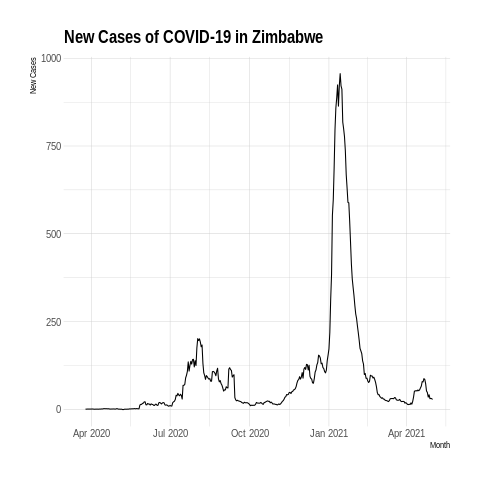 New Cases of COVID-19 in Zimbabwe
New Cases
1000
750
500
250
0
Apr 2020 Jul 2020 Oct 2020 Jan 2021 Apr 2021
Month